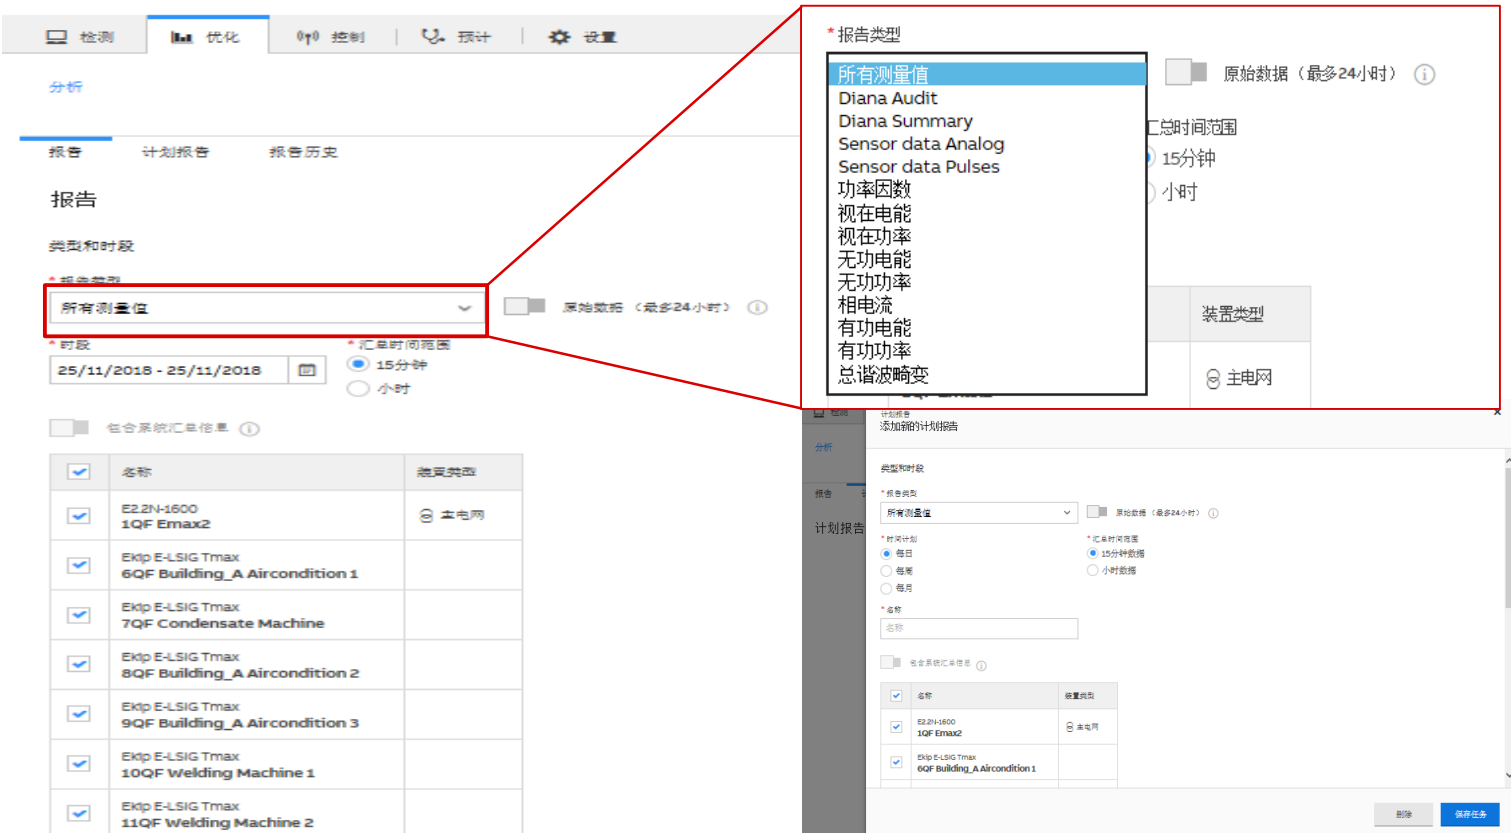 检测 优化 控制 预计 设置
分析
报告 计划报告 报告历史
报告
类型和时段
* 报告类型
所有测量值 原始数据（最多24小时）
* 时段 * 汇总时间范围
25/11/2018 - 25/11/2018 15分钟
小时
包含系统汇总信息
名称 装置类型
E2.2N-1600
1QF Emax2 主电网
Ekip E-LSIG Tmax
6QF Building_A Aircondition 1
Ekip E-LSIG Tmax
7QF Condensate Machine
Ekip E-LSIG Tmax
8QF Building_A Aircondition 2
Ekip E-LSIG Tmax
9QF Building_A Aircondition 3
Ekip E-LSIG Tmax
10QF Welding Machine 1
Ekip E-LSIG Tmax
11QF Welding Machine 2
* 报告类型
所有测量值 原始数据（最多24小时）
Diana Audit
Diana Summary
Sensor data Analog
Sensor data Pulses
功率因数
视在电能
视在功率
无功电能
无功功率
相电流
有功电能
有功功率
总谐波畸变
汇总时间范围
15分钟
小时
装置类型
主电网
检测
分析
报告
计划报告
计划报告
添加新的计划报告
类型和时段
* 报告类型
所有测量值 原始数据（最多24小时）
* 时间计划 * 汇总时间范围
每日 15分钟数据
每周 小时数据
每月
* 名称
名称
包含系统汇总信息
名称 装置类型
E2.2N-1600
1QF Emax2 主电网
Ekip E-LSIG Tmax
6QF Building_A Aircondition 1
删除 保存任务